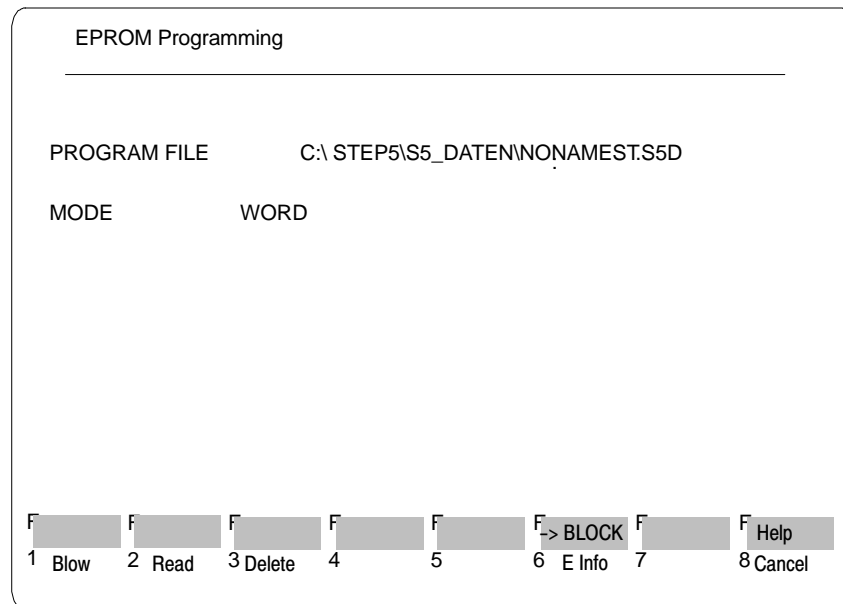 EPROM Programming
PROGRAM FILE C:\ STEP5\S5_DATEN\NONAMEST.S5D
MODE WORD
F F F F F F -> BLOCK F F Help
1 Blow 2 Read 3 Delete 4 5 6 E Info 7 8 Cancel